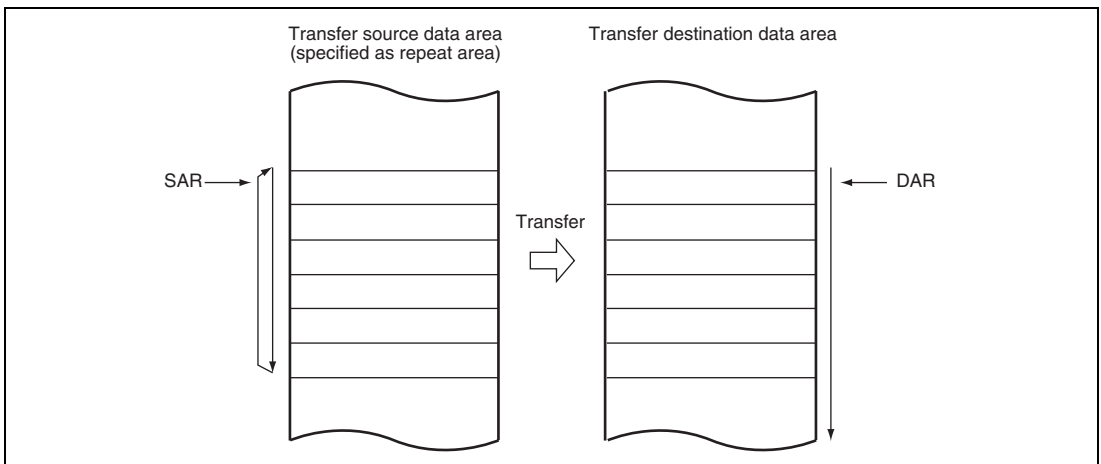 Transfer source data area
(specified as repeat area)
Transfer destination data area
SAR
Transfer
DAR